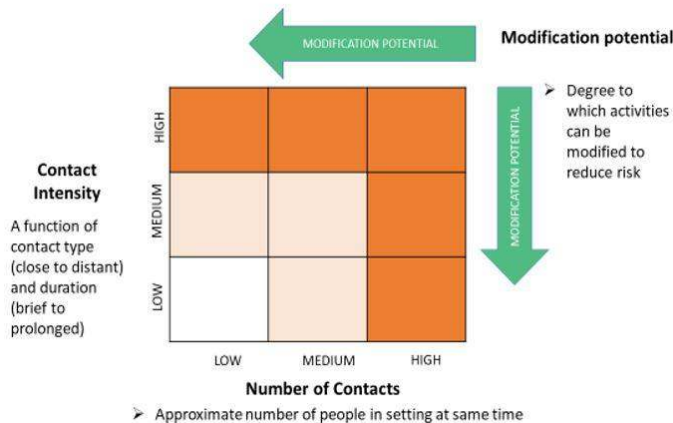 MODIFICATION POTENTIAL
Modification potential
➢ Degree to
which activities
can be
modified to
reduce risk
MODIFICATION POTENTIAL
Contact
Intensity
A function of
contact type
(close to distant)
and duration
(brief to
prolonged)
HIGH
MEDIUM
LOW
LOW MEDIUM HIGH
Number of Contacts
➢ Approximate number of people in setting at same time